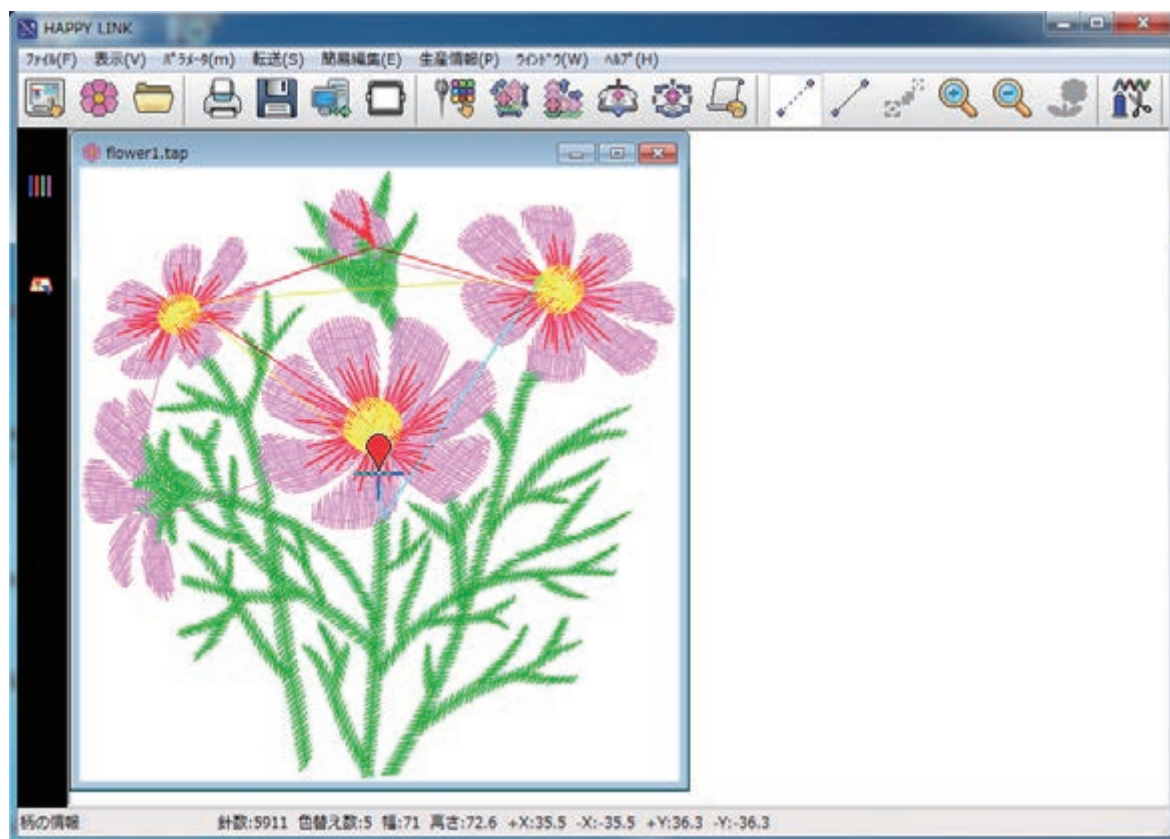 HAPPY LINK
ﾌｧｲﾙ(F) 表示(V) ﾊﾟﾗﾒｰﾀ(m) 転送(S) 簡易編集(E) 生産情報(P) ｳｲﾝﾄﾞｳ(W) ﾍﾙﾌﾟ(H)
flower1.tap
柄の情報 針数:5911 色替え数:5 幅:71 高さ:72.6 +X:35.5 -X:-35.5 +Y:36.3 -Y:-36.3